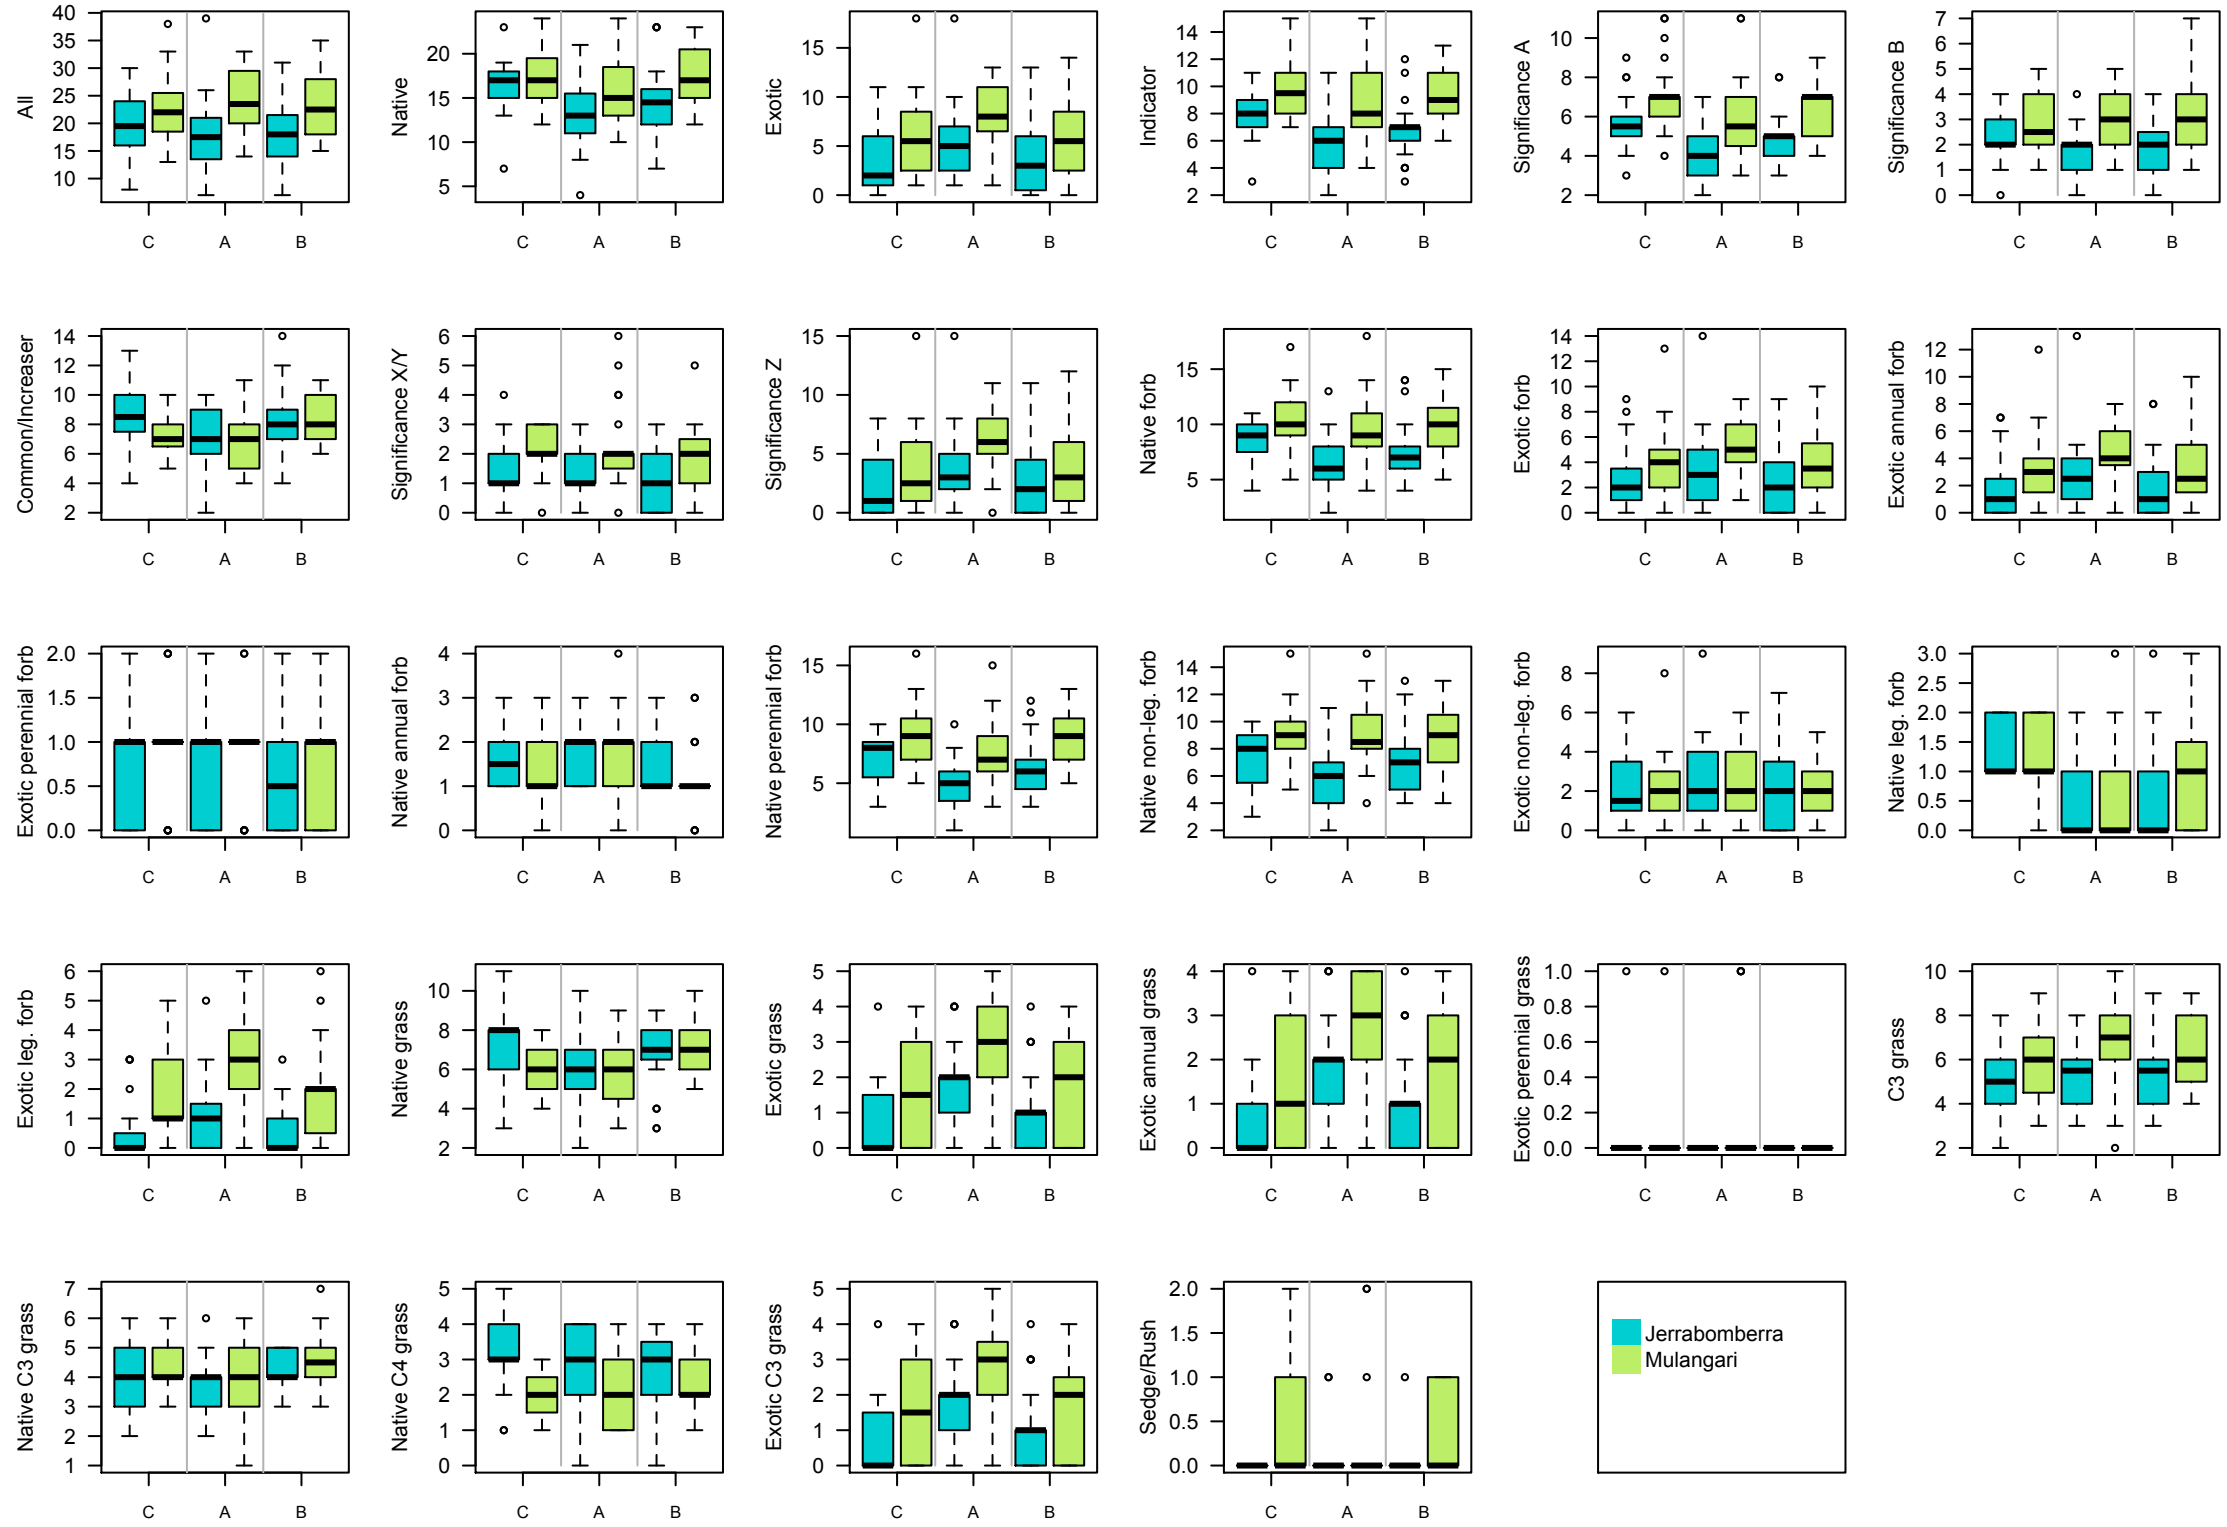 All
40
35
30
25
20
15
10
C A B
Native
20
15
10
5
C A B
Exotic
15
10
5
0
C A B
Indicator
14
12
10
8
6
4
2
C A B
Significance A
10
8
6
4
2
C A B
Significance B
7
6
5
4
3
2
1
0
C A B
Common/Increaser
14
12
10
8
6
4
2
C A B
Significance X/Y
6
5
4
3
2
1
0
C A B
Significance Z
15
10
5
0
C A B
Native forb
15
10
5
C A B
Exotic forb
14
12
10
8
6
4
2
0
C A B
Exotic annual forb
12
10
8
6
4
2
0
C A B
Exotic perennial forb
2.0
1.5
1.0
0.5
0.0
C A B
Native annual forb
4
3
2
1
0
C A B
Native perennial forb
15
10
5
C A B
Native non-leg. forb
14
12
10
8
6
4
2
C A B
Exotic non-leg. forb
8
6
4
2
0
C A B
Native leg. forb
3.0
2.5
2.0
1.5
1.0
0.5
0.0
C A B
Exotic leg. forb
6
5
4
3
2
1
0
C A B
Native grass
10
8
6
4
2
C A B
Exotic grass
5
4
3
2
1
0
C A B
Exotic annual grass
4
3
2
1
0
C A B
Exotic perennial grass
1.0
0.8
0.6
0.4
0.2
0.0
C A B
C3 grass
10
8
6
4
2
C A B
Native C3 grass
7
6
5
4
3
2
1
C A B
Native C4 grass
5
4
3
2
1
0
C A B
Exotic C3 grass
5
4
3
2
1
0
C A B
Sedge/Rush
2.0
1.5
1.0
0.5
0.0
C A B
Jerrabomberra
Mulangari